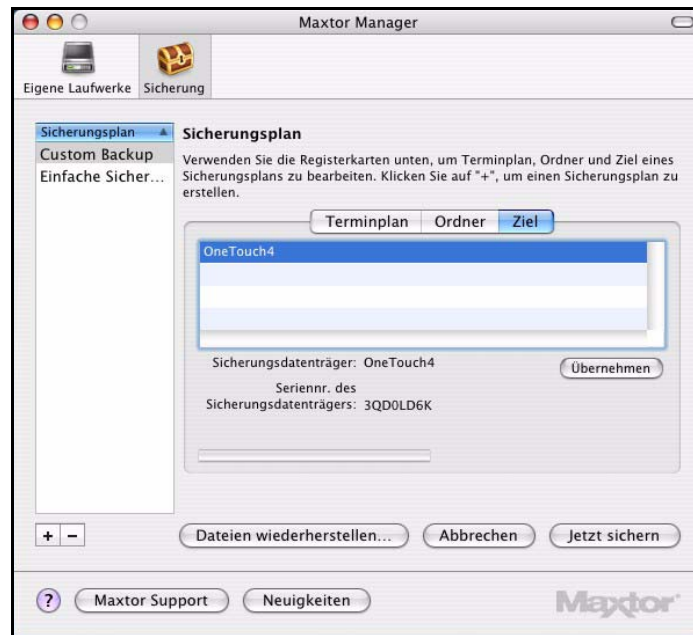 Maxtor Manager
Eigene Laufwerke
Sicherung
Sicherungsplan
Custom Backup
Einfache Sicher...
Sicherungsplan
Verwenden Sie die Registerkarten unten, um Terminplan, Ordner und Ziel eines
Sicherungsplans zu bearbeiten. Klicken Sie auf "+", um einen Sicherungsplan zu
erstellen.
Terminplan
Ordner
Ziel
OneTouch4
Sicherungsdatenträger: OneTouch4
Übernehmen
Seriennr. des
Sicherungsdatenträgers: 3QD0LD6K
+ −
Dateien wiederherstellen...
Abbrechen
Jetzt sichern
?
Maxtor Support
Neuigkeiten
Maxtor